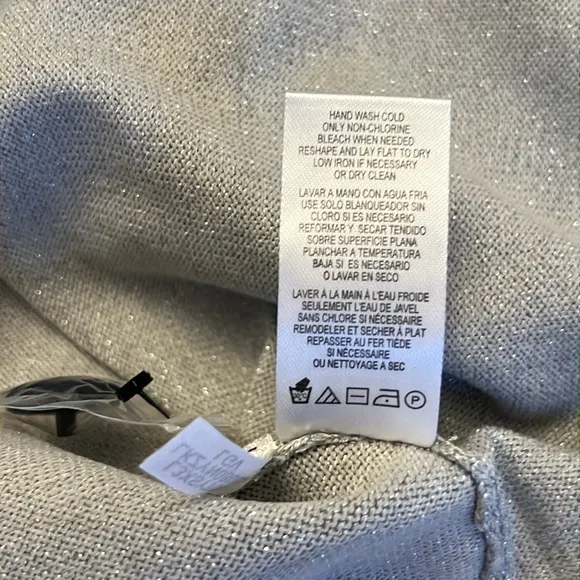 HAND WASH COLD
ONLY NON-CHLORINE
BLEACH WHEN NEEDED
RESHAPE AND LAY FLAT TO DRY
LOW IRON IF NECESSARY
OR DRY CLEAN
LAVAR A MANO CON AGUA FRIA
USE SOLO BLANQUEADOR SIN
CLORO SI ES NECESARIO
REFORMAR Y SECAR TENDIDO
SOBRE SUPERFICIE PLANA
PLANCHAR A TEMPERATURA
BAJA SI ES NECESARIO
O LAVAR EN SECO
LAVER À LA MAIN À L'EAU FROIDE
SEULEMENT L'EAU DE JAVEL
SANS CHLORE SI NÉCESSAIRE
REMODELER ET SECHER À PLAT
REPASSER AU FER TIÈDE
SI NÉCESSAIRE
OU NETTOYAGE A SEC
P